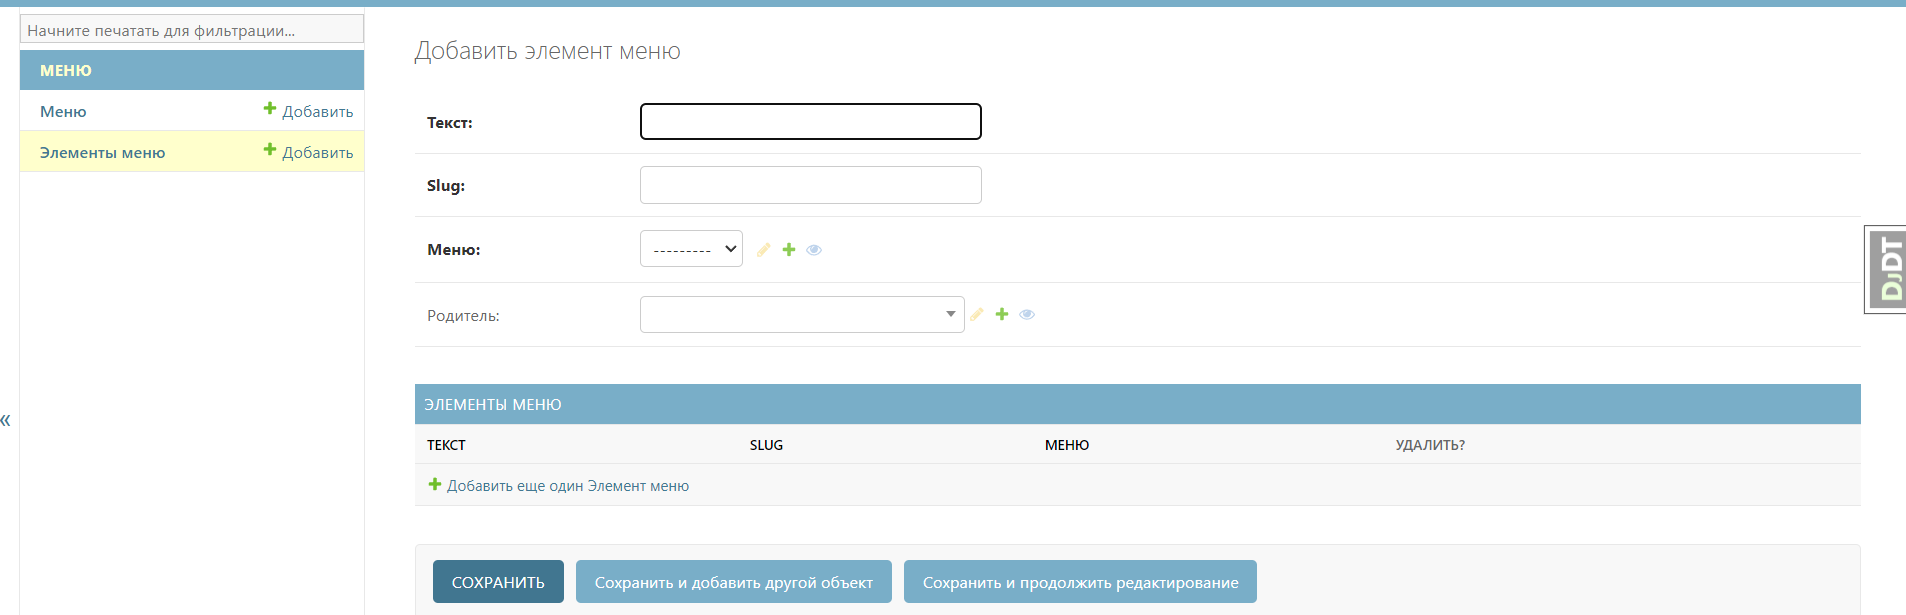 Начните печатать для фильтрации...
МЕНЮ
Меню
Добавить
Элементы меню
Добавить
«
Добавить элемент меню
Текст:
Slug:
Меню:
---------
Родитель:
ЭЛЕМЕНТЫ МЕНЮ
ТЕКСТ SLUG МЕНЮ УДАЛИТЬ?
Добавить еще один Элемент меню
СОХРАНИТЬ
Сохранить и добавить другой объект
Сохранить и продолжить редактирование
DJDT